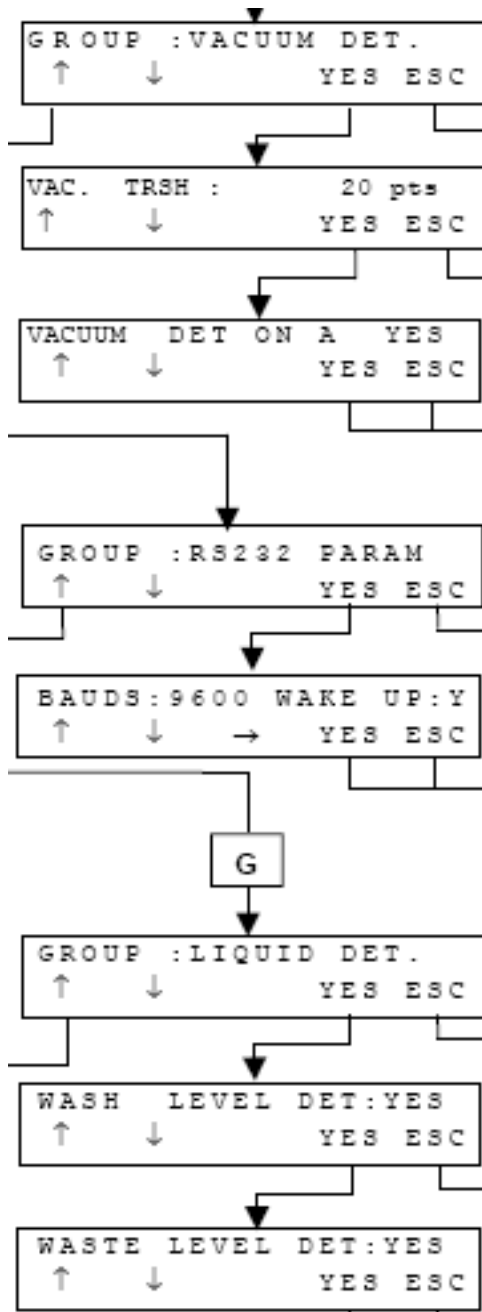 GROUP :VACUUM DET.
↑ ↓ YES ESC
VAC. TRSH : 20 pts
↑ ↓ YES ESC
VACUUM DET ON A YES
↑ ↓ YES ESC
GROUP :RS232 PARAM
↑ ↓ YES ESC
BAUDS:9600 WAKE UP:Y
↑ ↓ → YES ESC
G
GROUP :LIQUID DET.
↑ ↓ YES ESC
WASH LEVEL DET:YES
↑ ↓ YES ESC
WASTE LEVEL DET:YES
↑ ↓ YES ESC